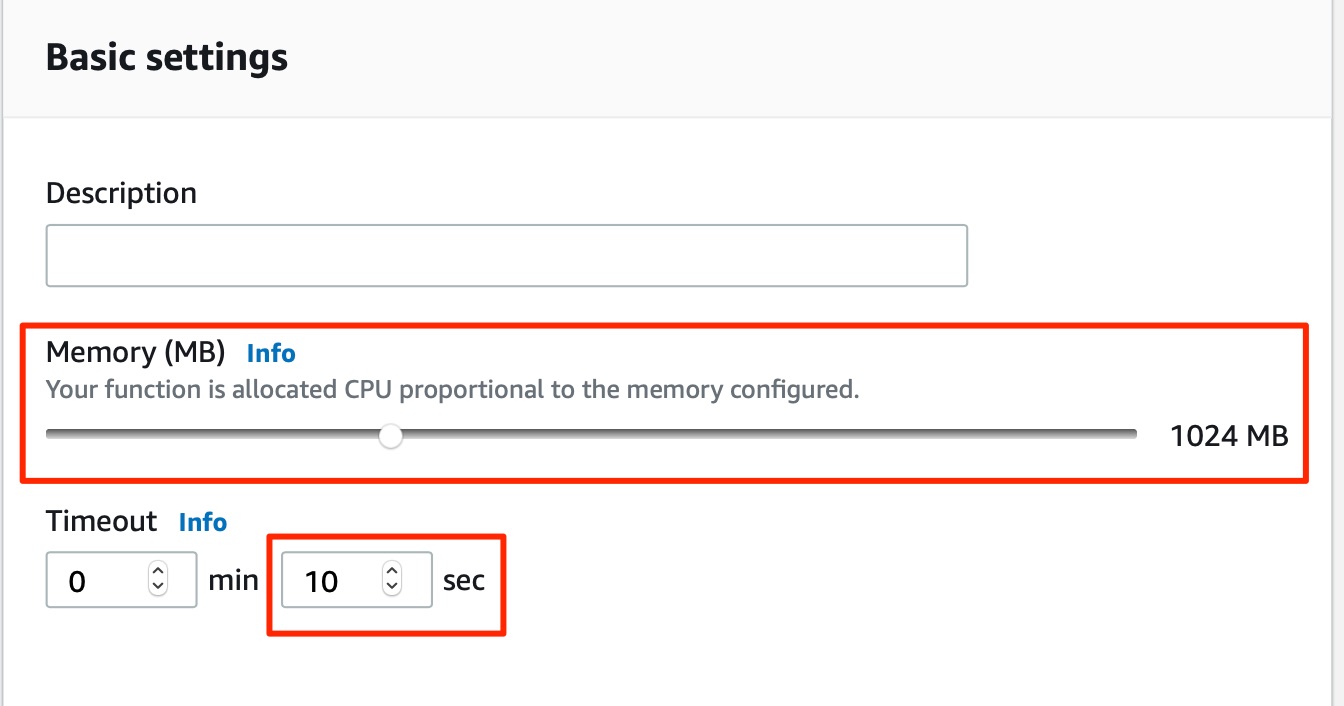 Basic settings
Description
Memory (MB) Info
Your function is allocated CPU proportional to the memory configured.
1024 MB
Timeout Info
0 min 10 sec